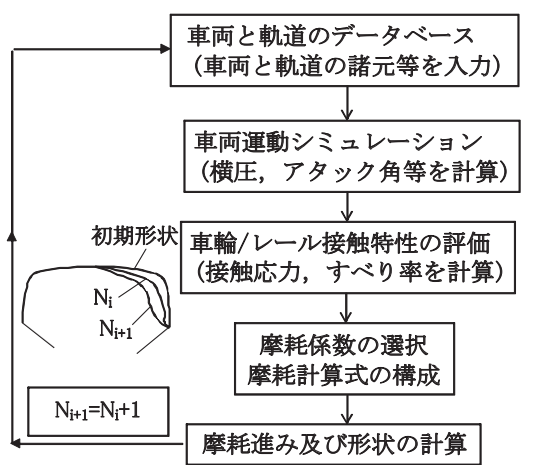 車両と軌道のデータベース
（車両と軌道の諸元等を入力）
車両運動シミュレーション
（横圧，アタック角等を計算）
車輪/レール接触特性の評価
（接触応力，すべり率を計算）
初期形状
Ni
Ni+1
摩耗係数の選択
摩耗計算式の構成
Ni+1=Ni+1
摩耗進み及び形状の計算